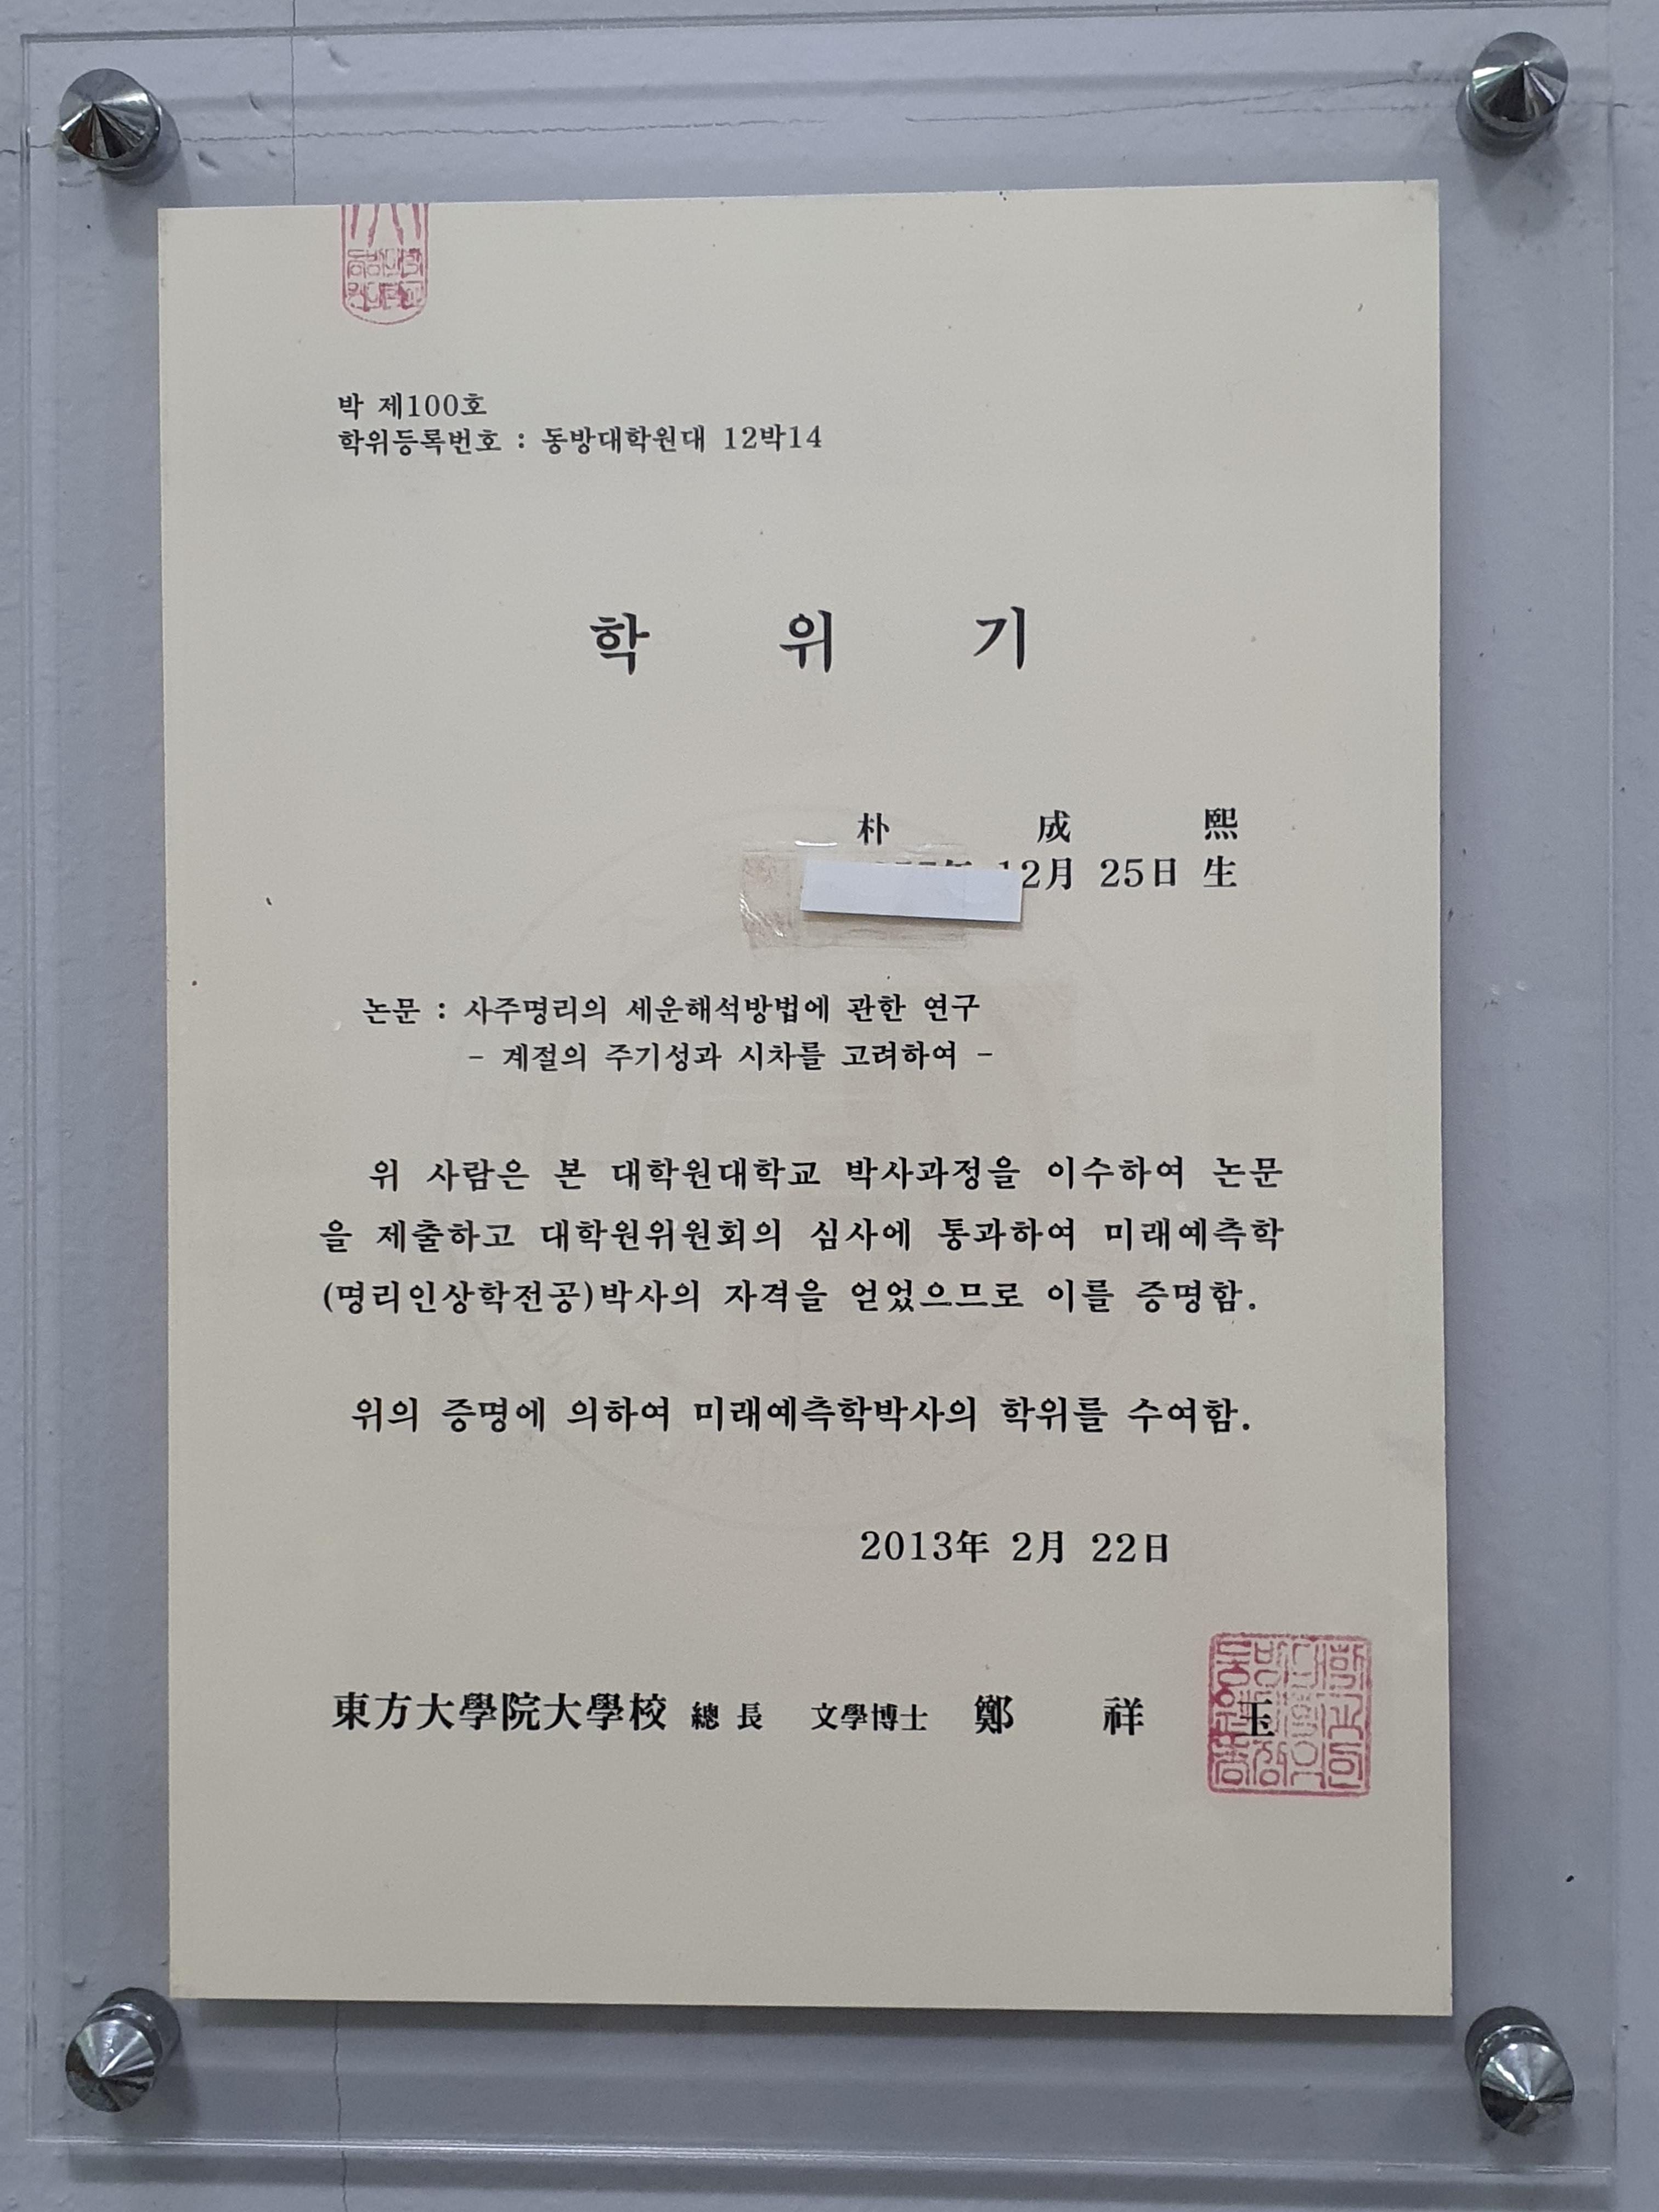 박 제100호
학위등록번호 : 동방대학원대 12박14
학 위 기
朴 成 熙
12月 25日 生
논문 : 사주명리의 세운해석방법에 관한 연구
- 계절의 주기성과 시차를 고려하여 -
위 사람은 본 대학원대학교 박사과정을 이수하여 논문
을 제출하고 대학원위원회의 심사에 통과하여 미래예측학
(명리인상학전공)박사의 자격을 얻었으므로 이를 증명함.
위의 증명에 의하여 미래예측학박사의 학위를 수여함.
2013年 2月 22日
東方大學院大學校 總 長 文學博士 鄭 祥 玉